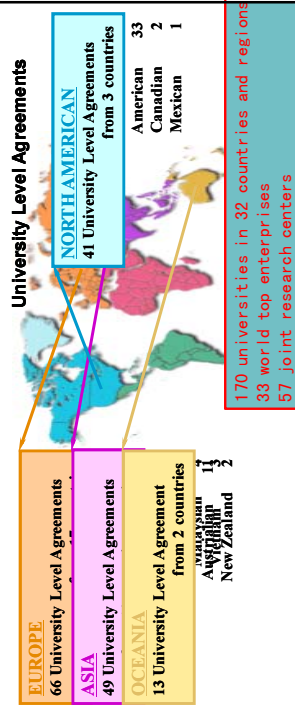 University Level Agreements
EUROPE
66 University Level Agreements
ASIA
49 University Level Agreements
OCEANIA
13 University Level Agreement
from 2 countries
Australian 11
New Zealand 2
NORTH AMERICAN
41 University Level Agreements
from 3 countries
American 33
Canadian 2
Mexican 1
170 universities in 32 countries and regions
33 world top enterprises
57 joint research centers